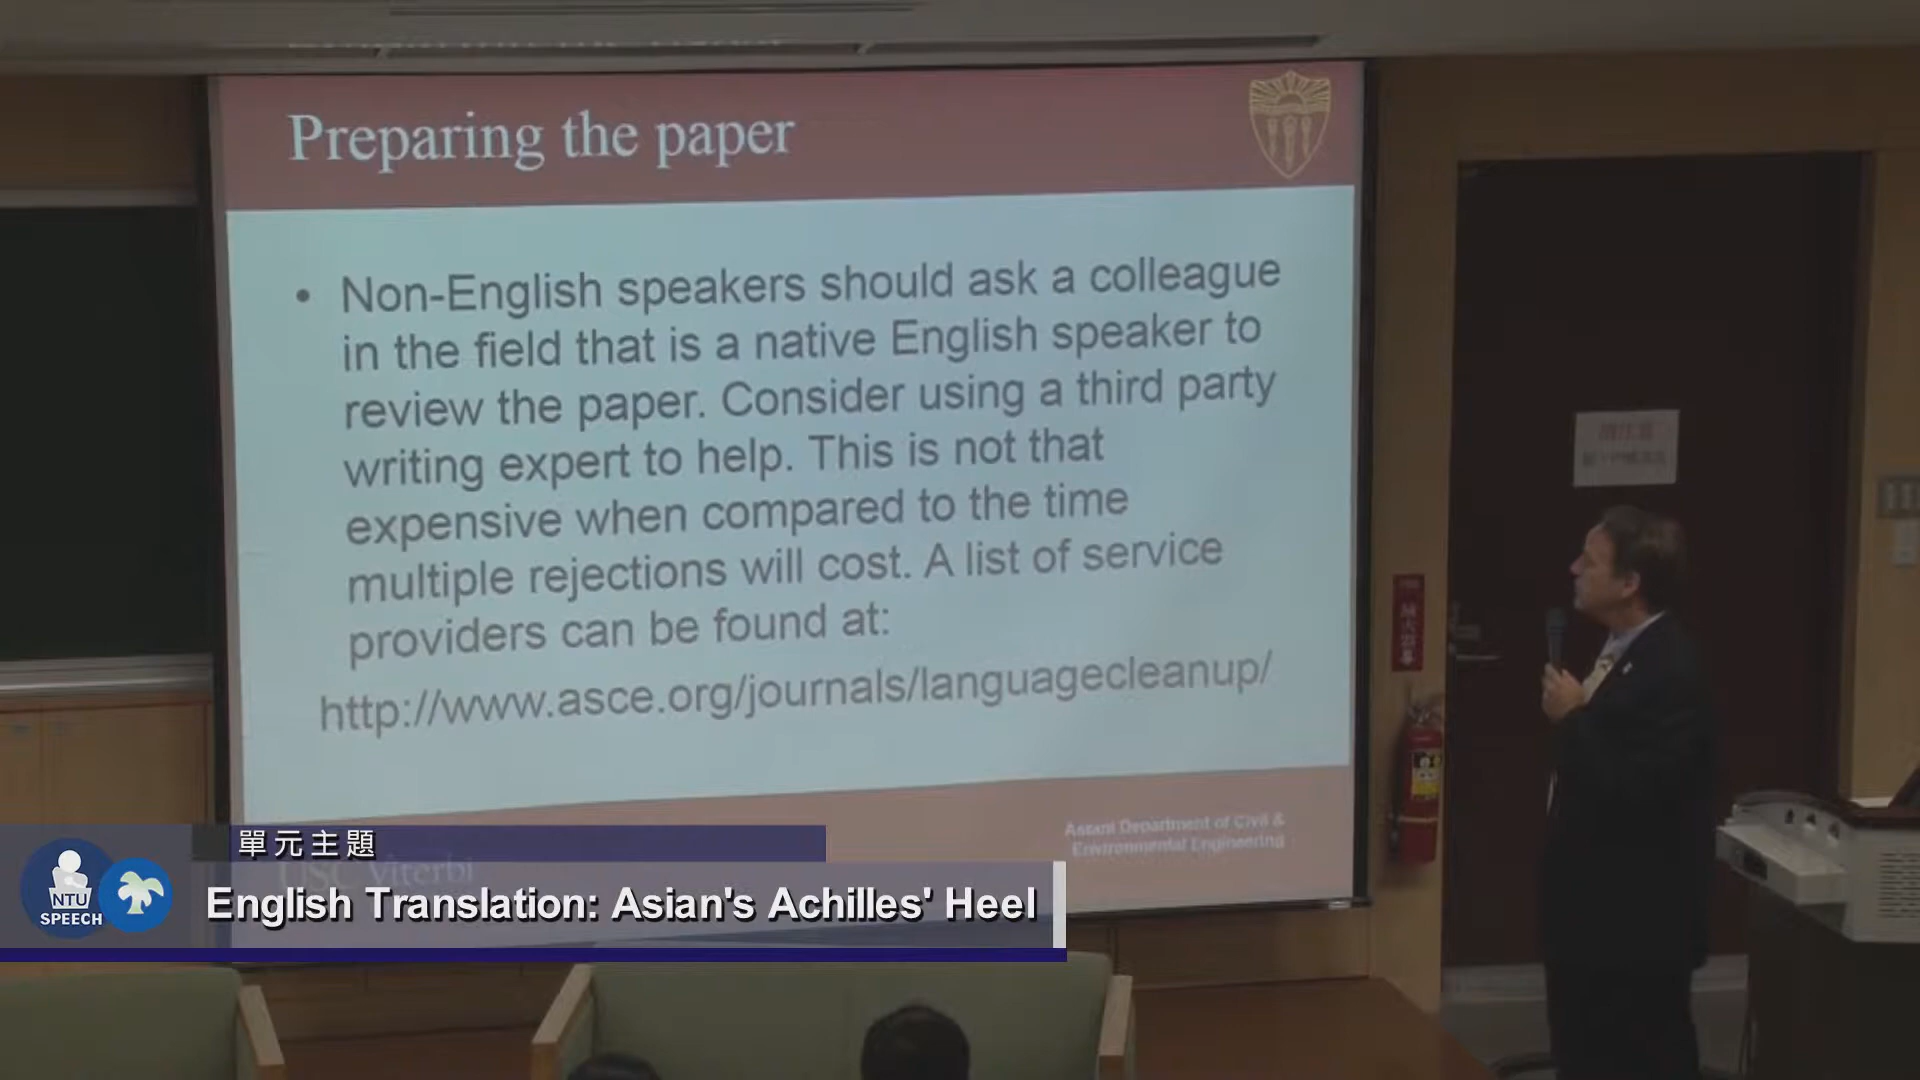 Preparing the paper
• Non-English speakers should ask a colleague
in the field that is a native English speaker to
review the paper. Consider using a third party
writing expert to help. This is not that
expensive when compared to the time
multiple rejections will cost. A list of service
providers can be found at:
http://www.asce.org/journals/languagecleanup/
Astani Department of Civil &
Environmental Engineering
USC Viterbi
單元主題
English Translation: Asian's Achilles' Heel
NTU
SPEECH